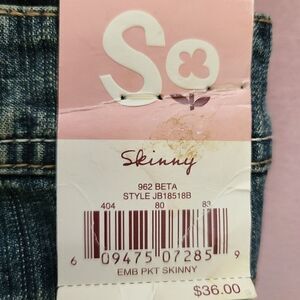 So
Skinny
962 BETA
STYLE JB18518B
404 80 83
6 09475 07285 9
EMB PKT SKINNY
$36.00